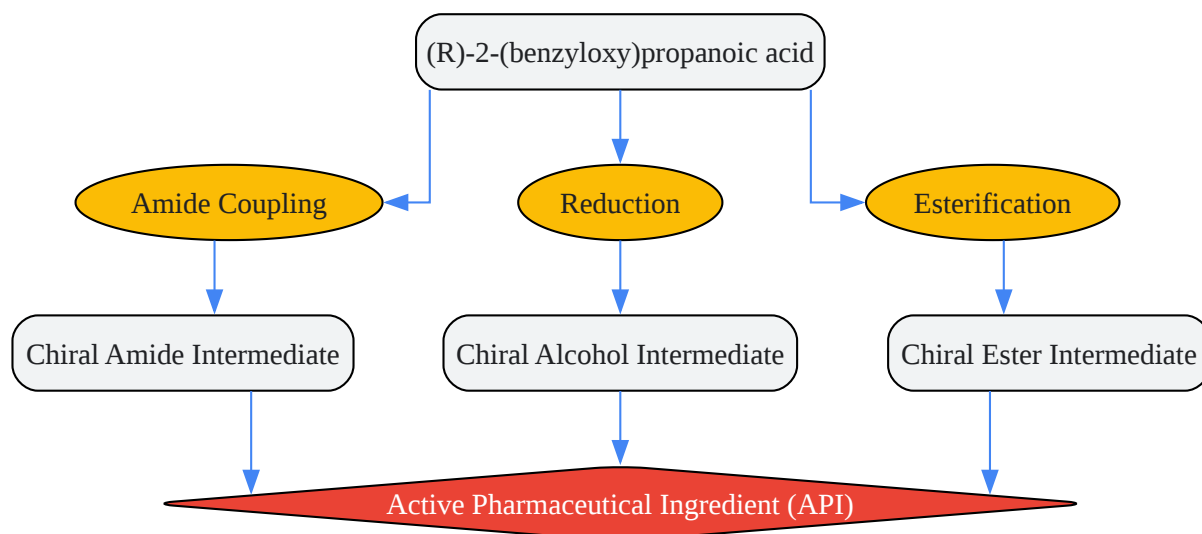 (R)-2-(benzyloxy)propanoic acid
Amide Coupling
Reduction
Esterification
Chiral Amide Intermediate
Chiral Alcohol Intermediate
Chiral Ester Intermediate
Active Pharmaceutical Ingredient (API)